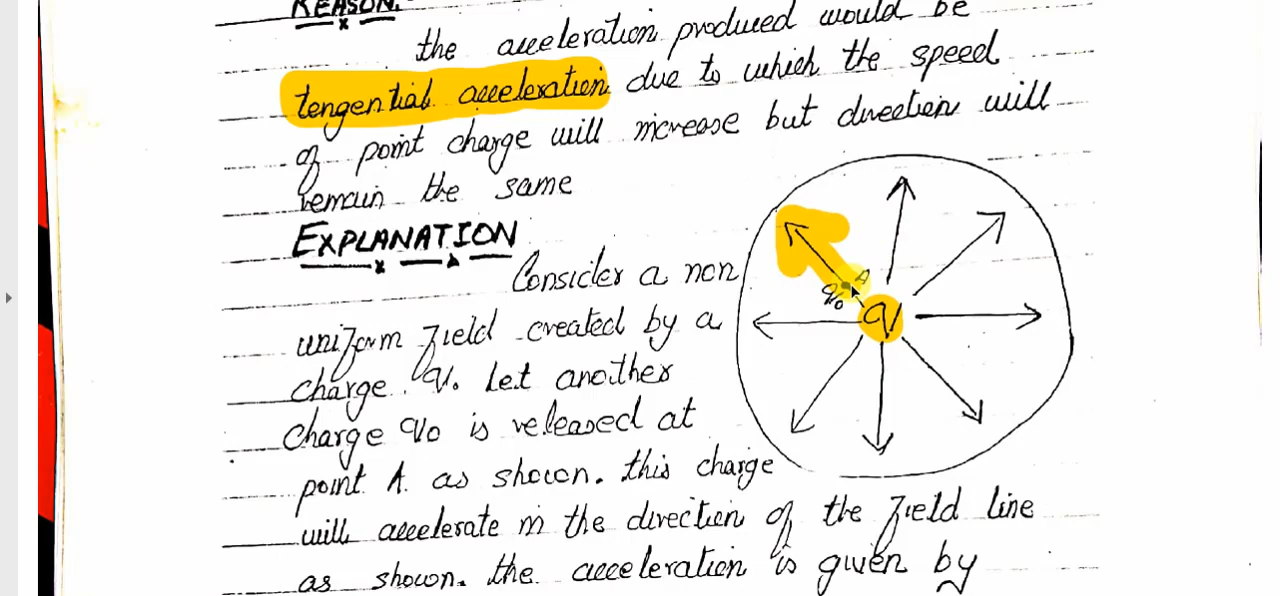 REASON.
the acceleration produced would be
tengential acceleration due to which the speed
of point charge will increase but direction will
remain the same
EXPLANATION
Consider a non
uniform field created by a
charge q. Let another
charge q0 is released at
point A. as shown. this charge
will accelerate in the direction of the field line
as shown. the acceleration is given by
A
q0
q